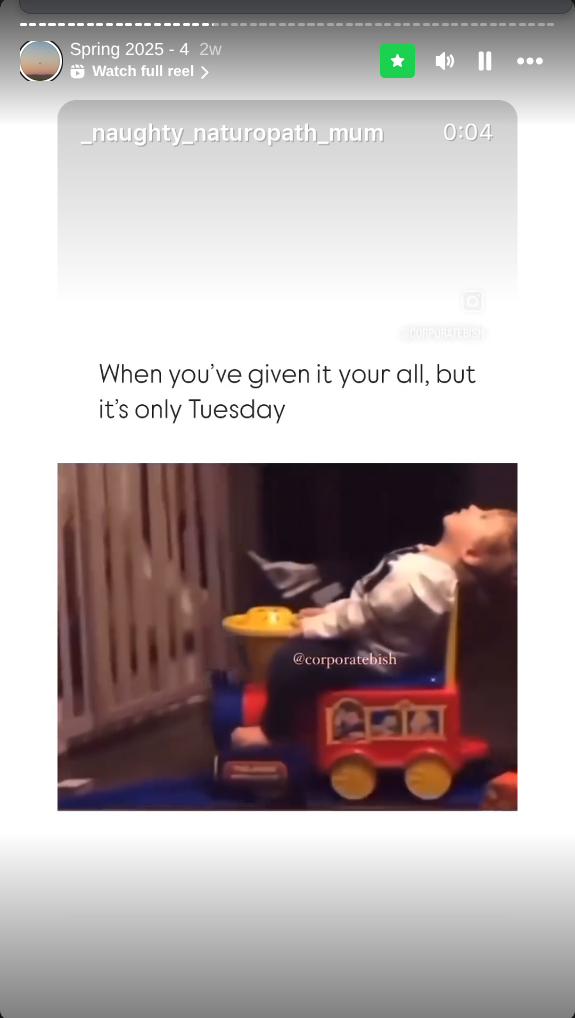 Spring 2025 - 4 2w
Watch full reel
_naughty_naturopath_mum 0:04
@CORPORATEBISH
When you've given it your all, but
it's only Tuesday
@corporatebish